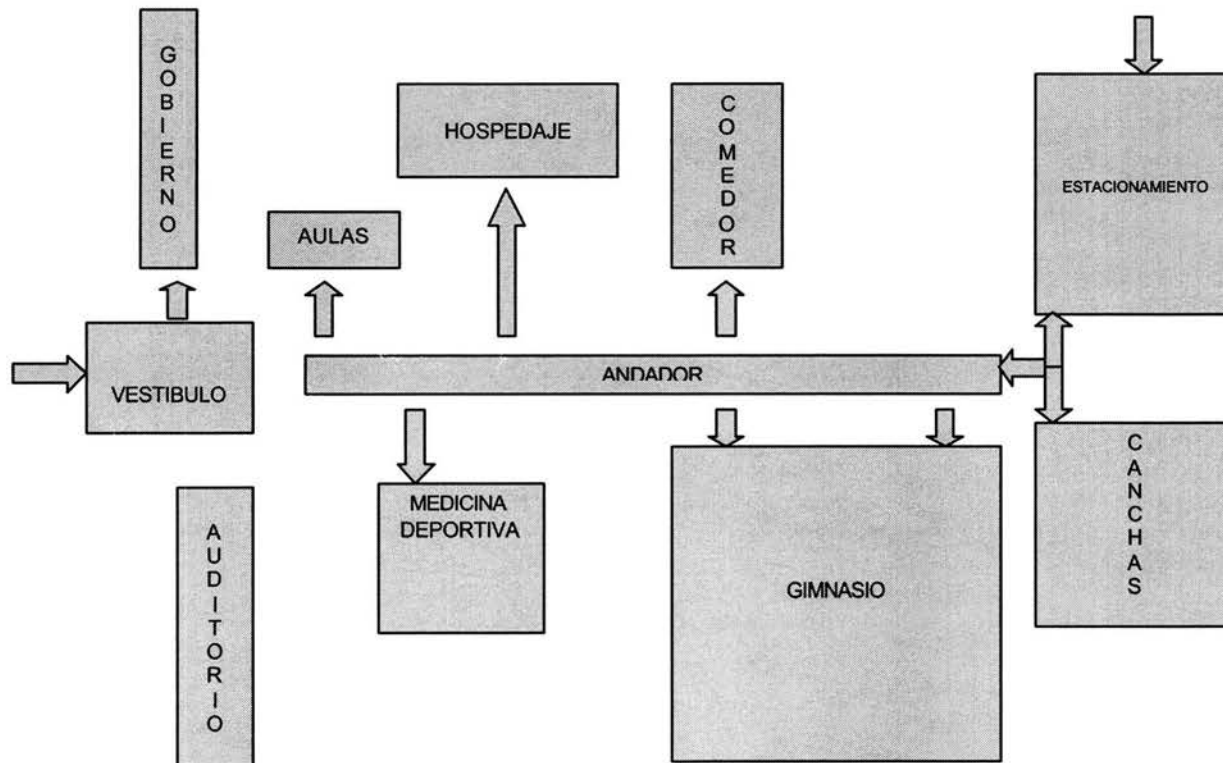 GOBIERNO
HOSPEDAJE
COMEDOR
ESTACIONAMIENTO
AULAS
VESTIBULO
ANDADOR
MEDICINA
DEPORTIVA
GIMNASIO
CANCHAS
AUDITORIO